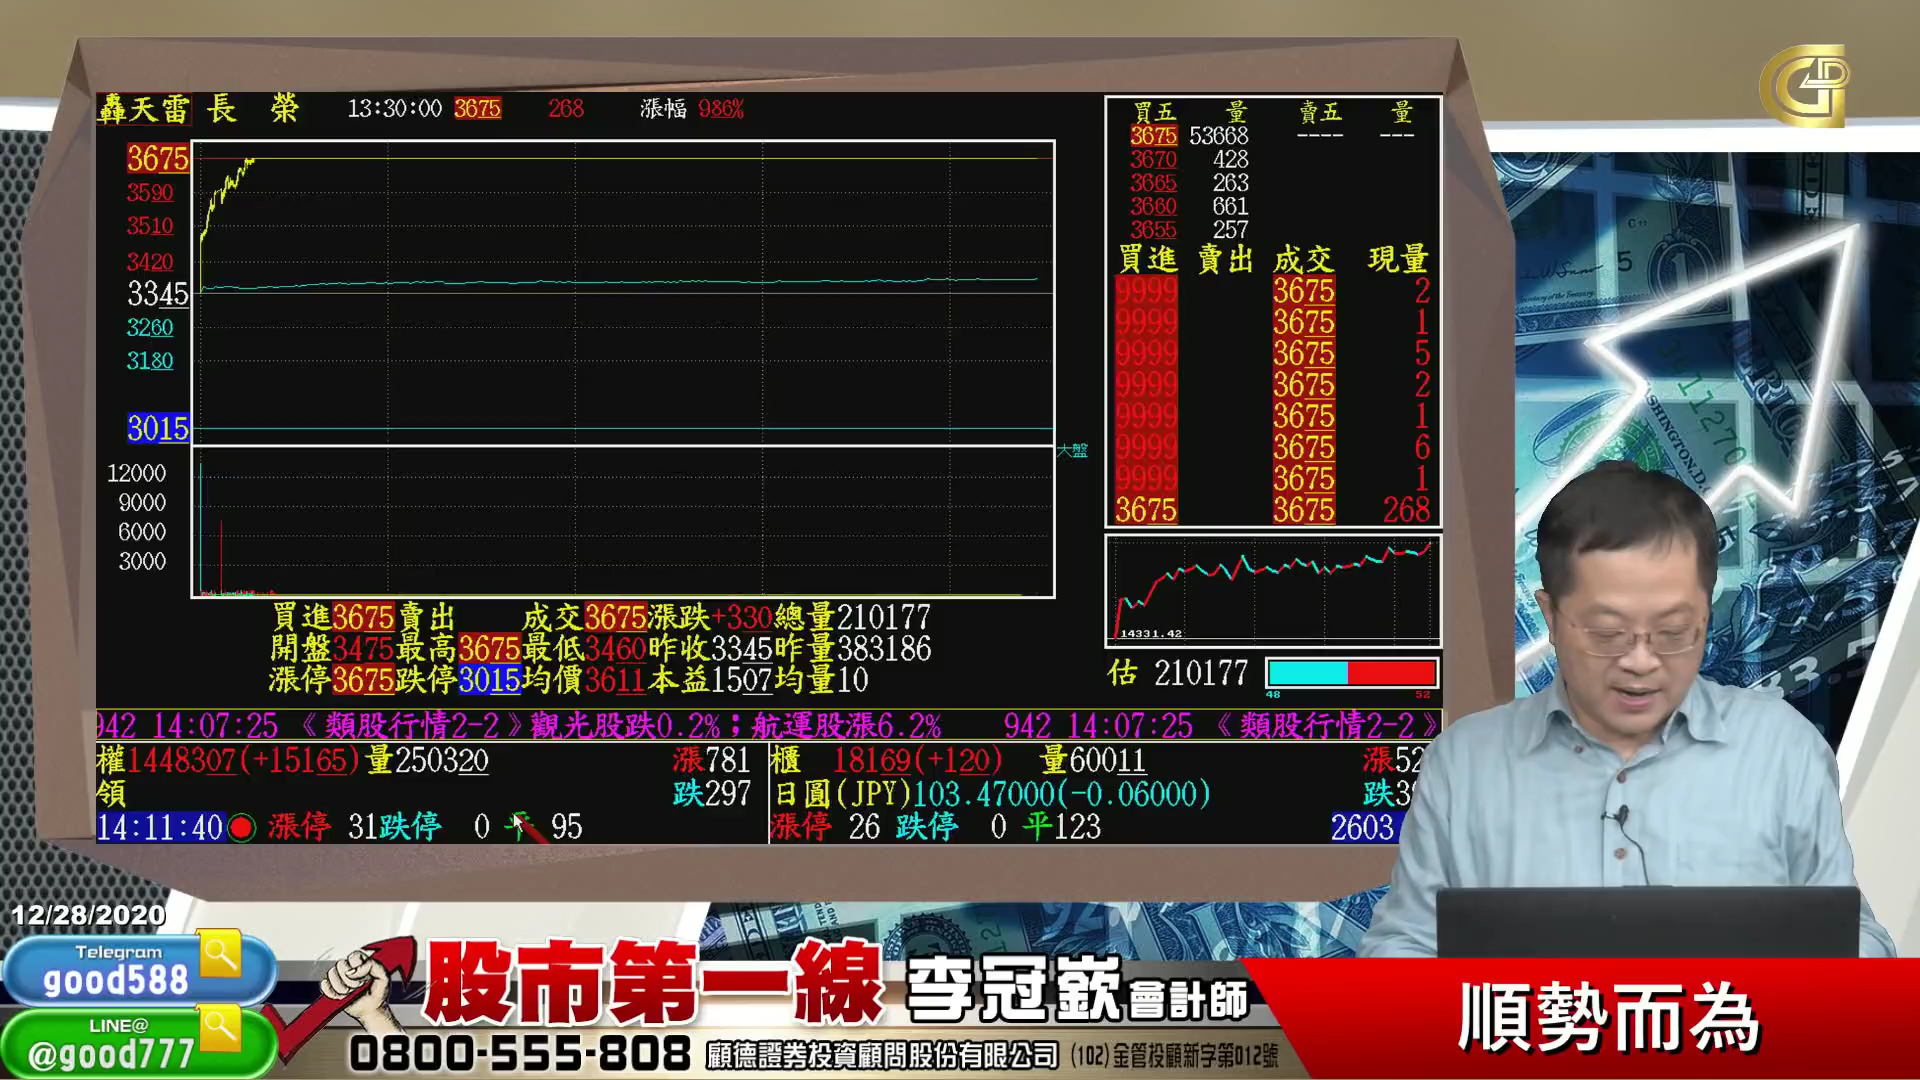 轟天雷 長 榮 13:30:00 3675 268 漲幅 986%
3675
3590
3510
3420
3345
3260
3180
3015
12000
9000
6000
3000
大盤
買五 量 賣五 量
3675 53668 ---- ---
3670 428
3665 263
3660 661
3655 257
買進 賣出 成交 現量
9999 3675 2
9999 3675 1
9999 3675 5
9999 3675 2
9999 3675 1
9999 3675 6
9999 3675 1
3675 3675 268
14331.42
估 210177
48 52
買進3675賣出 成交3675漲跌+330總量210177
開盤3475最高3675最低3460昨收3345昨量383186
漲停3675跌停3015均價3611本益1507均量10
942 14:07:25 《類股行情2-2》觀光股跌0.2%；航運股漲6.2% 942 14:07:25 《類股行情2-2》
權1448307(+15165)量250320 漲781 櫃 18169(+120) 量60011 漲52
領 跌297 日圓(JPY)103.47000(-0.06000) 跌3
14:11:40 漲停 31跌停 0 平 95 漲停 26 跌停 0 平123 2603
12/28/2020
Telegram
good588
LINE@
@good777
股市第一線 李冠嶔會計師
0800-555-808 顧德證券投資顧問股份有限公司 (102)金管投顧新字第012號
順勢而為